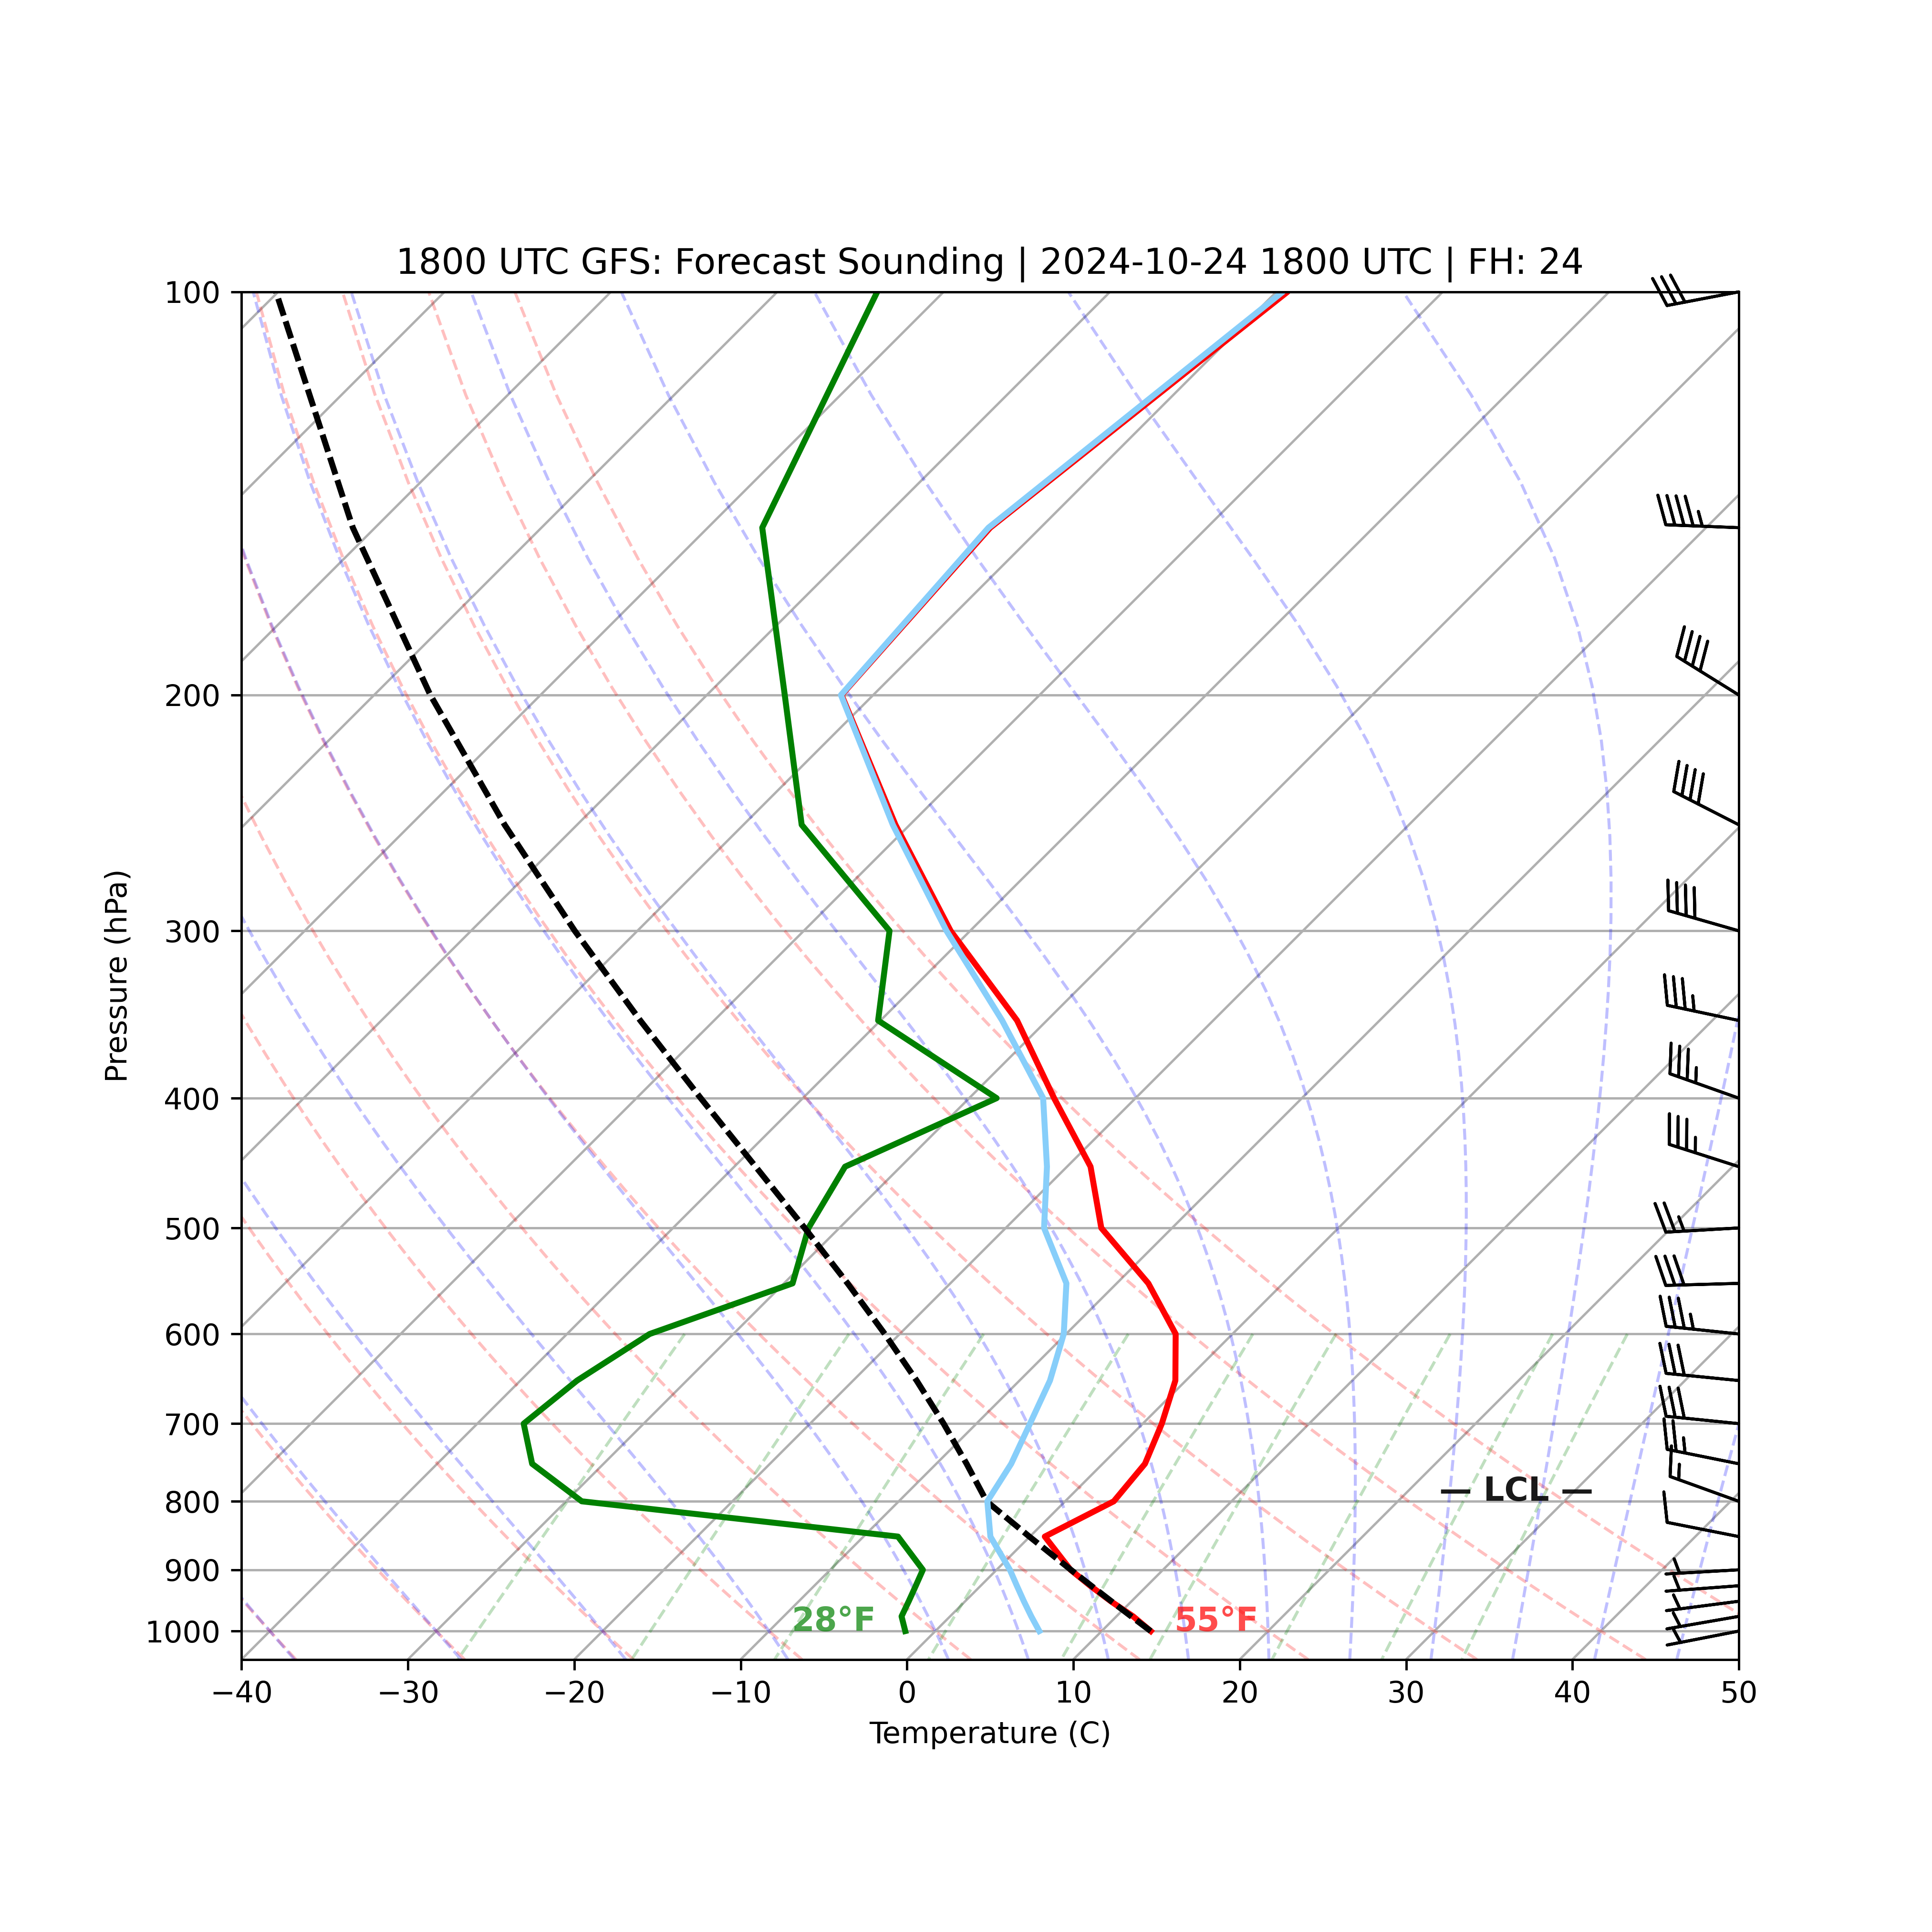 1800 UTC GFS: Forecast Sounding | 2024-10-24 1800 UTC | FH: 24
100
200
300
Pressure (hPa)
400
500
600
700
800
— LCL —
900
28°F 55°F
1000
−40 −30 −20 −10 0 10 20 30 40 50
Temperature (C)